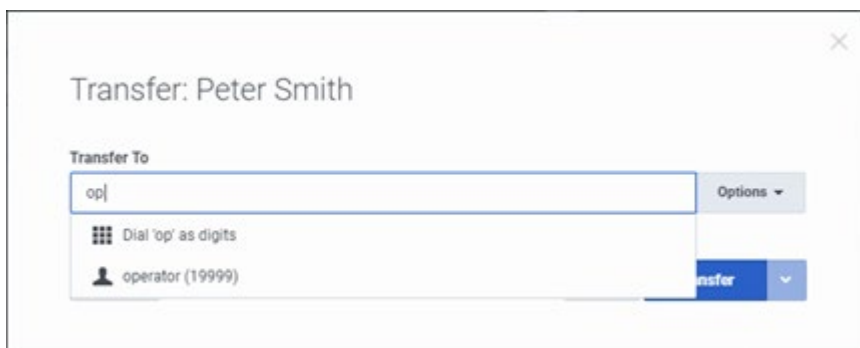 Transfer: Peter Smith
Transfer To
op
Options
Dial 'op' as digits
operator (19999)
nsfer